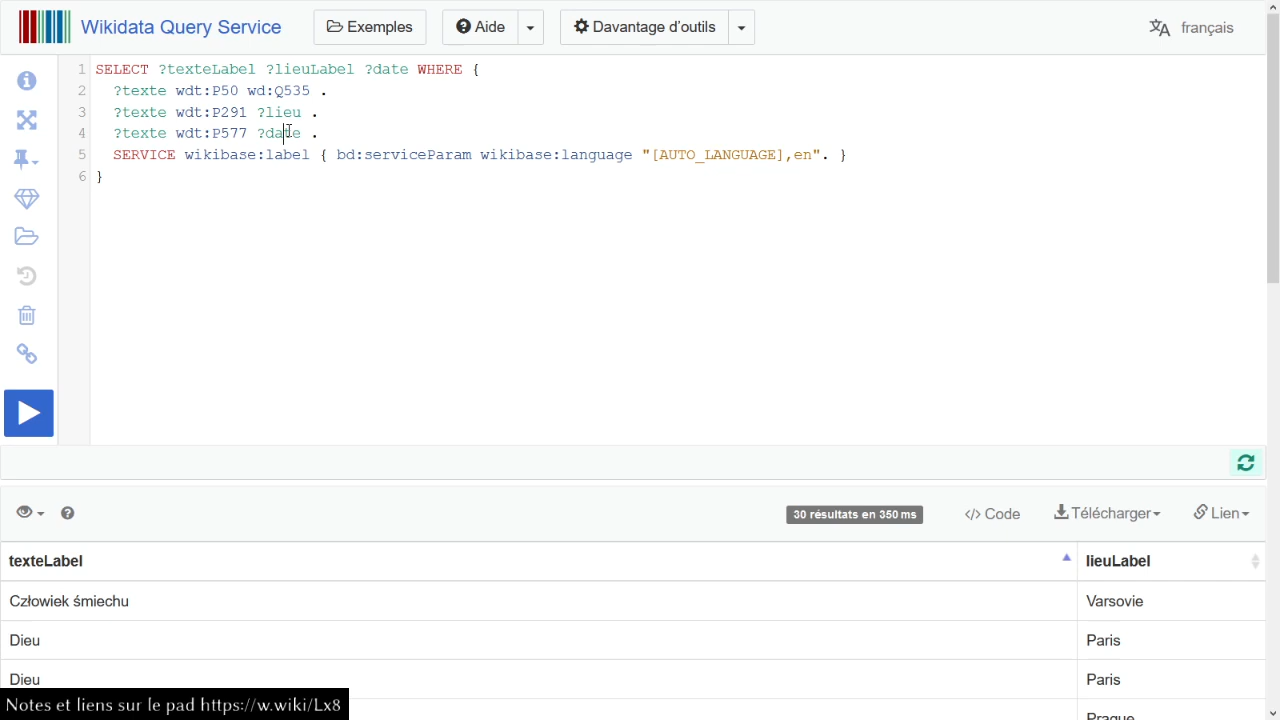 Wikidata Query Service Exemples Aide Davantage d'outils français
1 SELECT ?texteLabel ?lieuLabel ?date WHERE {
2 ?texte wdt:P50 wd:Q535 .
3 ?texte wdt:P291 ?lieu .
4 ?texte wdt:P577 ?date .
5 SERVICE wikibase:label { bd:serviceParam wikibase:language "[AUTO_LANGUAGE],en". }
6 }
30 résultats en 350 ms </> Code Télécharger Lien
texteLabel lieuLabel
Człowiek śmiechu Varsovie
Dieu Paris
Dieu Paris
Prague
Notes et liens sur le pad https://w.wiki/Lx8